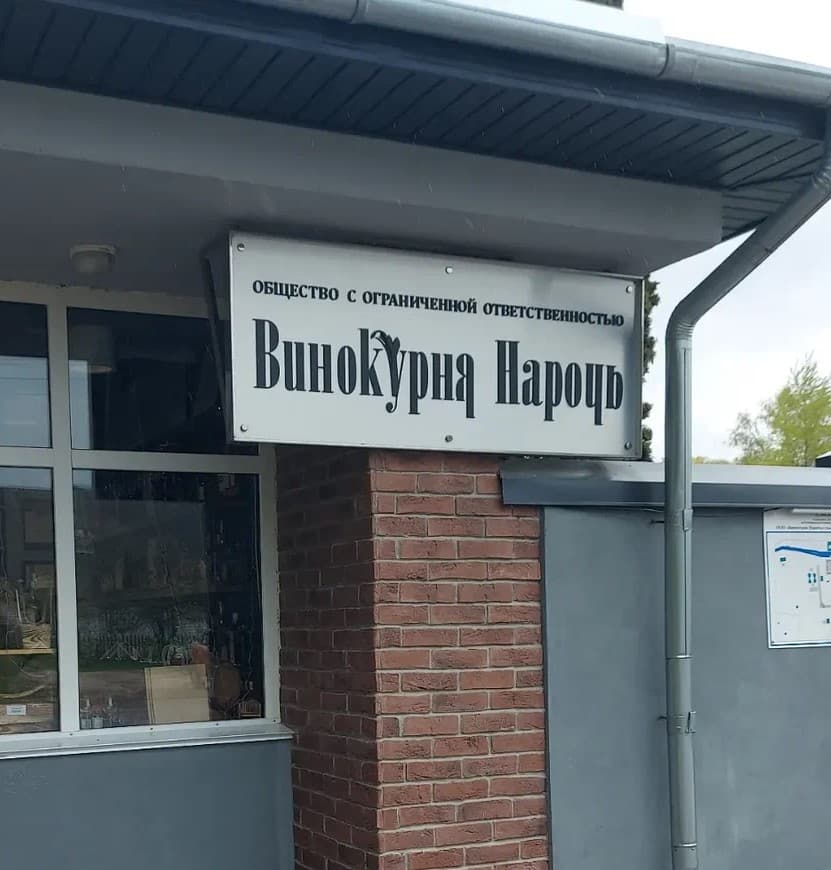 ОБЩЕСТВО С ОГРАНИЧЕННОЙ ОТВЕТСТВЕННОСТЬЮ
Винокурня Нарочь